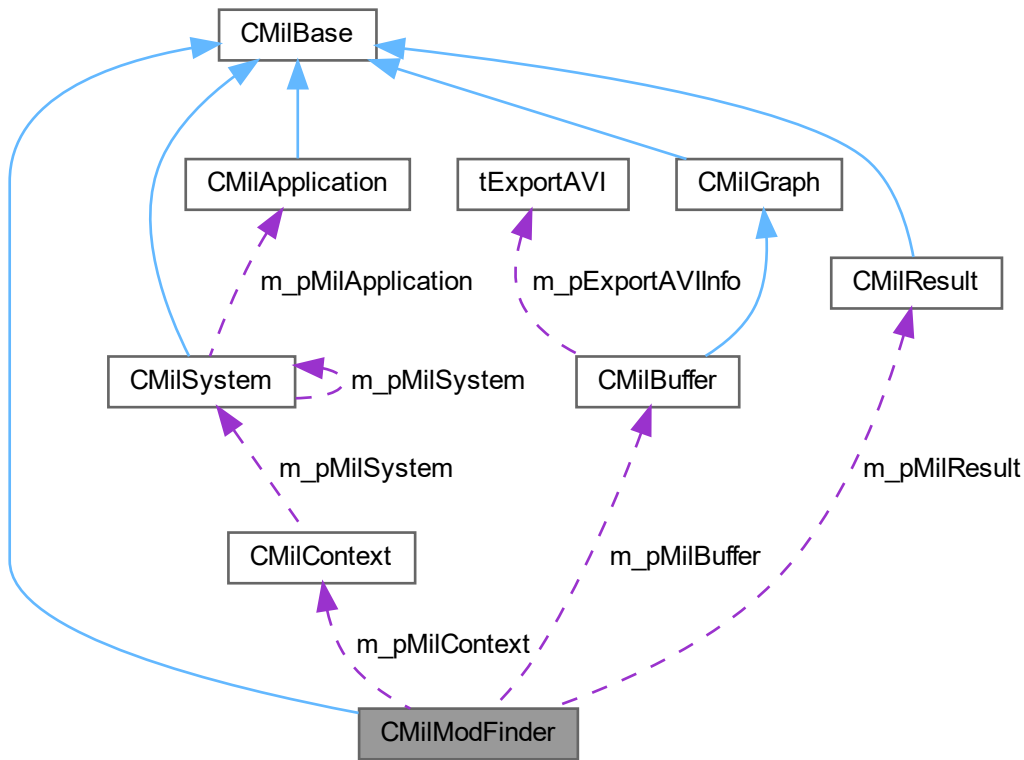 CMilBase
CMilApplication
tExportAVI
CMilGraph
CMilResult
m_pMilApplication
m_pExportAVIInfo
CMilSystem
m_pMilSystem
CMilBuffer
m_pMilSystem
m_pMilResult
CMilContext
m_pMilBuffer
m_pMilContext
CMilModFinder